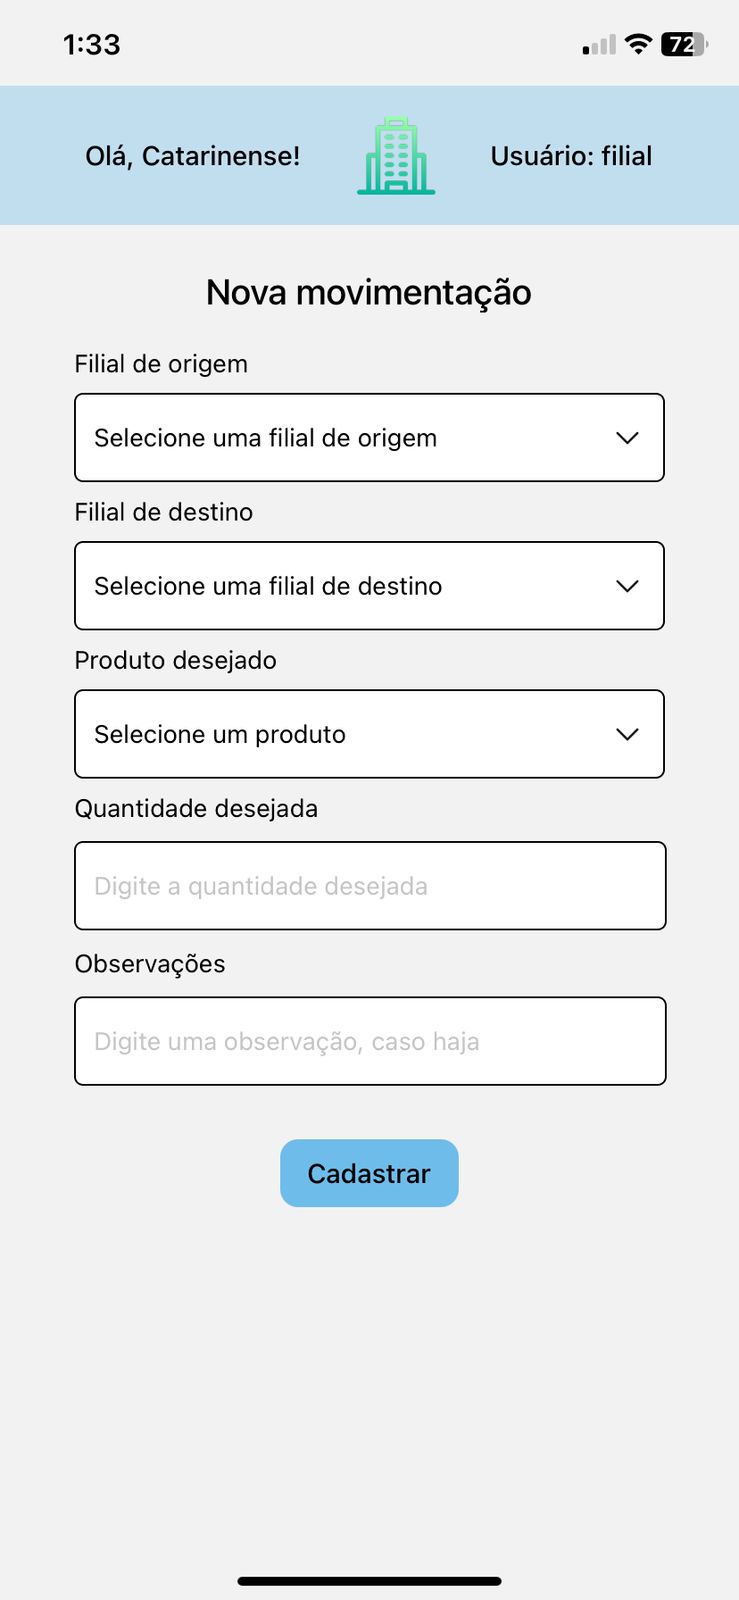 1:33
72
Olá, Catarinense!
Usuário: filial
Nova movimentação
Filial de origem
Selecione uma filial de origem
Filial de destino
Selecione uma filial de destino
Produto desejado
Selecione um produto
Quantidade desejada
Digite a quantidade desejada
Observações
Digite uma observação, caso haja
Cadastrar